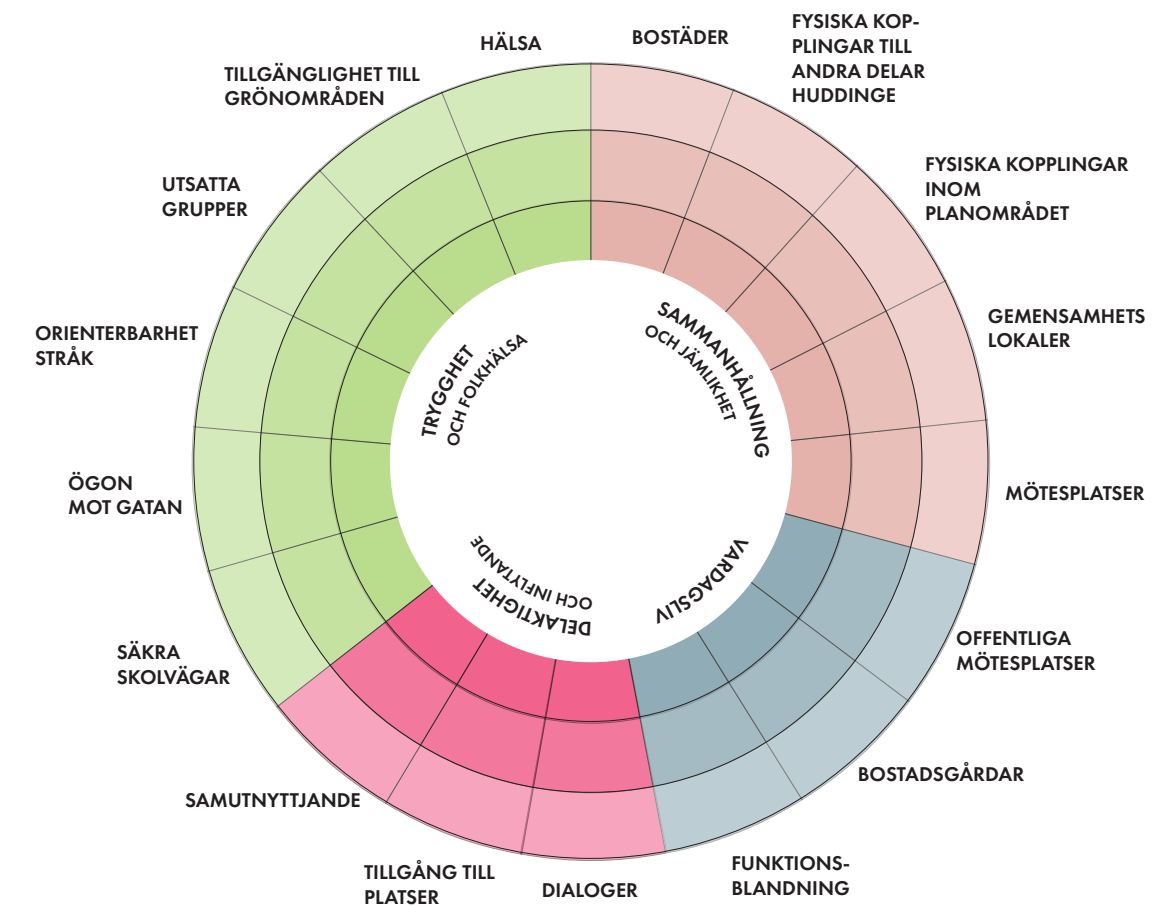 HÄLSA
BOSTÄDER
FYSISKA KOP-
PLINGAR TILL
ANDRA DELAR
HUDDINGE
FYSISKA KOPPLINGAR
INOM
PLANOMRÅDET
GEMENSAMHETS
LOKALER
MÖTESPLATSER
OFFENTLIGA
MÖTESPLATSER
BOSTADSGÅRDAR
FUNKTIONS-
BLANDNING
DIALOGER
TILLGÅNG TILL
PLATSER
SAMUTNYTTJANDE
SÄKRA
SKOLVÄGAR
ÖGON
MOT GATAN
ORIENTERBARHET
STRÅK
UTSATTA
GRUPPER
TILLGÄNGLIGHET TILL
GRÖNOMRÅDEN
SAMMANHÅLLNING
OCH JÄMLIKHET
VARDAGSLIV
DELAKTIGHET
OCH INFLYTANDE
TRYGGHET
OCH FOLKHÄLSA